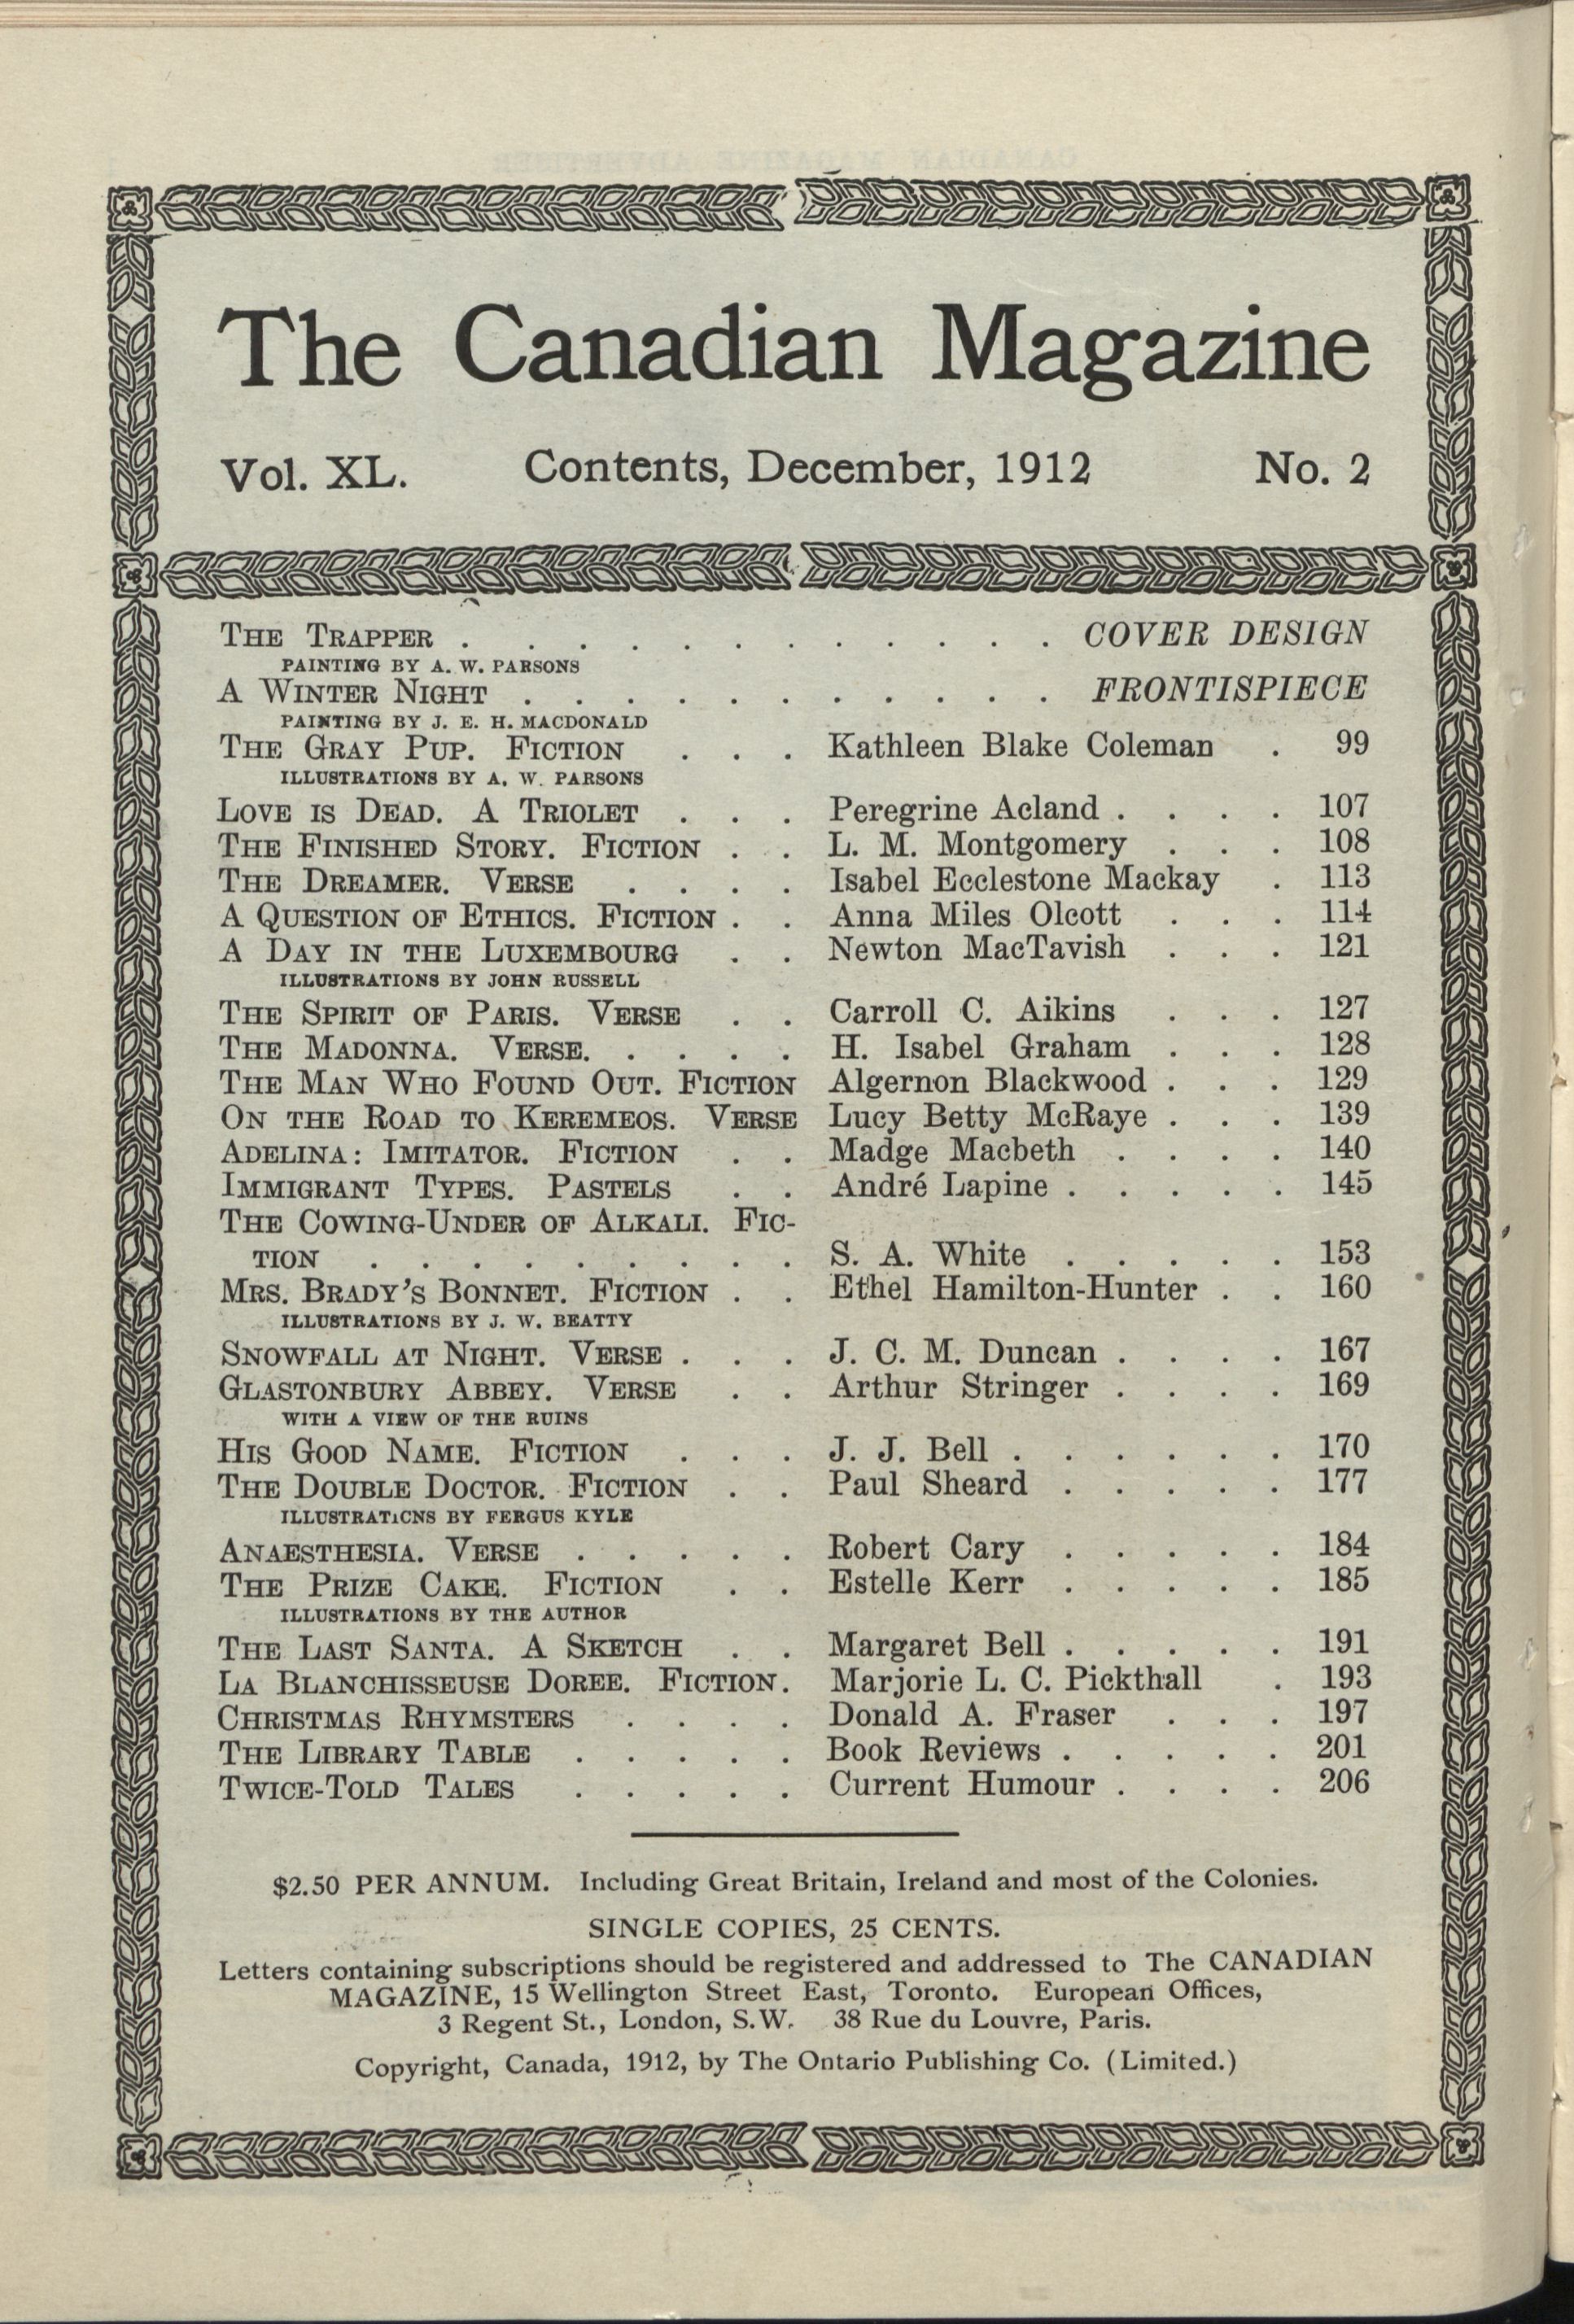 The Canadian Magazine
Vol. XL. Contents, December, 1912 No. 2
THE TRAPPER . . . . . . . . . . . . COVER DESIGN
PAINTING BY A. W. PARSONS
A WINTER NIGHT . . . . . . . . . . . FRONTISPIECE
PAINTING BY J. E. H. MACDONALD
THE GRAY PUP. FICTION . . . Kathleen Blake Coleman . 99
ILLUSTRATIONS BY A. W. PARSONS
LOVE IS DEAD. A TRIOLET . . . Peregrine Acland . . . . 107
THE FINISHED STORY. FICTION . . L. M. Montgomery . . . 108
THE DREAMER. VERSE . . . . Isabel Ecclestone Mackay . 113
A QUESTION OF ETHICS. FICTION . . Anna Miles Olcott . . . 114
A DAY IN THE LUXEMBOURG . . Newton MacTavish . . . 121
ILLUSTRATIONS BY JOHN RUSSELL
THE SPIRIT OF PARIS. VERSE . . Carroll C. Aikins . . . 127
THE MADONNA. VERSE. . . . . H. Isabel Graham . . . 128
THE MAN WHO FOUND OUT. FICTION Algernon Blackwood . . . 129
ON THE ROAD TO KEREMEOS. VERSE Lucy Betty McRaye . . . 139
ADELINA: IMITATOR. FICTION . . Madge Macbeth . . . . 140
IMMIGRANT TYPES. PASTELS . . André Lapine . . . . . 145
THE COWING-UNDER OF ALKALI. FIC-
TION . . . . . . . . . S. A. White . . . . . 153
MRS. BRADY'S BONNET. FICTION . . Ethel Hamilton-Hunter . . 160
ILLUSTRATIONS BY J. W. BEATTY
SNOWFALL AT NIGHT. VERSE . . . J. C. M. Duncan . . . . 167
GLASTONBURY ABBEY. VERSE . . Arthur Stringer . . . . 169
WITH A VIEW OF THE RUINS
HIS GOOD NAME. FICTION . . . J. J. Bell . . . . . . 170
THE DOUBLE DOCTOR. FICTION . . Paul Sheard . . . . . 177
ILLUSTRATIONS BY FERGUS KYLE
ANAESTHESIA. VERSE . . . . . Robert Cary . . . . . 184
THE PRIZE CAKE. FICTION . . Estelle Kerr . . . . . 185
ILLUSTRATIONS BY THE AUTHOR
THE LAST SANTA. A SKETCH . . Margaret Bell . . . . . 191
LA BLANCHISSEUSE DOREE. FICTION. Marjorie L. C. Pickthall . 193
CHRISTMAS RHYMSTERS . . . . Donald A. Fraser . . . 197
THE LIBRARY TABLE . . . . . Book Reviews . . . . . 201
TWICE-TOLD TALES . . . . . Current Humour . . . . 206
$2.50 PER ANNUM. Including Great Britain, Ireland and most of the Colonies.
SINGLE COPIES, 25 CENTS.
Letters containing subscriptions should be registered and addressed to The CANADIAN
MAGAZINE, 15 Wellington Street East, Toronto. European Offices,
3 Regent St., London, S.W. 38 Rue du Louvre, Paris.
Copyright, Canada, 1912, by The Ontario Publishing Co. (Limited.)